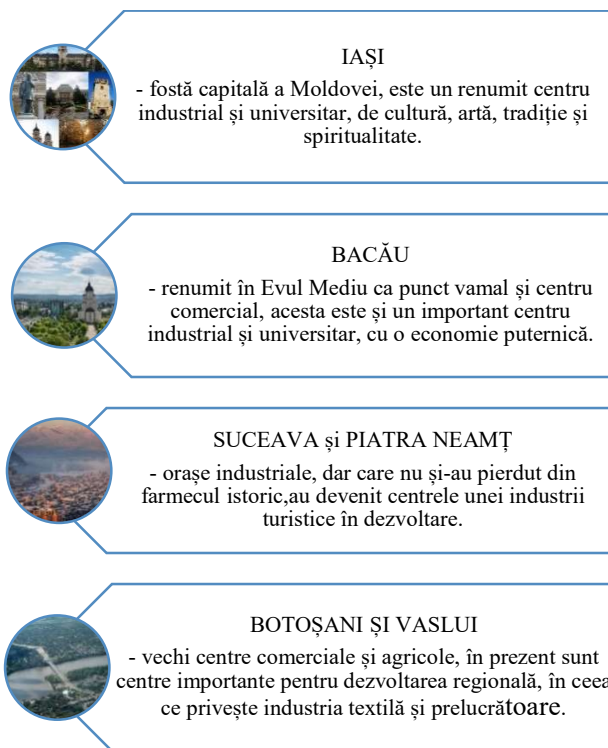 IAȘI
- fostă capitală a Moldovei, este un renumit centru
industrial și universitar, de cultură, artă, tradiție și
spiritualitate.
BACĂU
- renumit în Evul Mediu ca punct vamal și centru
comercial, acesta este și un important centru
industrial și universitar, cu o economie puternică.
SUCEAVA și PIATRA NEAMȚ
- orașe industriale, dar care nu și-au pierdut din
farmecul istoric,au devenit centrele unei industrii
turistice în dezvoltare.
BOTOȘANI ȘI VASLUI
- vechi centre comerciale și agricole, în prezent sunt
centre importante pentru dezvoltarea regională, în ceea
ce privește industria textilă și prelucrătoare.